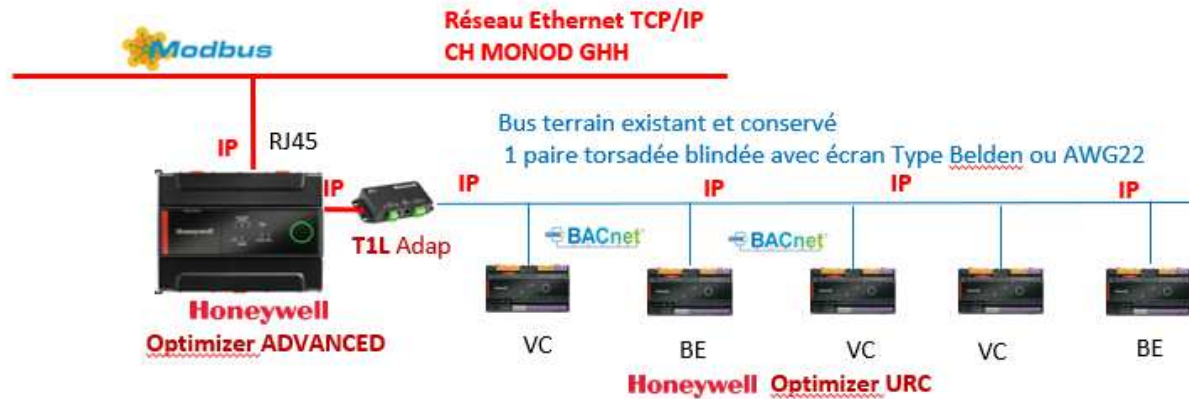 Modbus
Réseau Ethernet TCP/IP
CH MONOD GHH
IP
RJ45
Bus terrain existant et conservé
1 paire torsadée blindée avec écran Type Belden ou AWG22
IP
IP
IP
IP
IP
T1L Adap
BACnet
BACnet
Honeywell
Honeywell
Optimizer ADVANCED
VC
BE
VC
VC
BE
Honeywell Optimizer URC